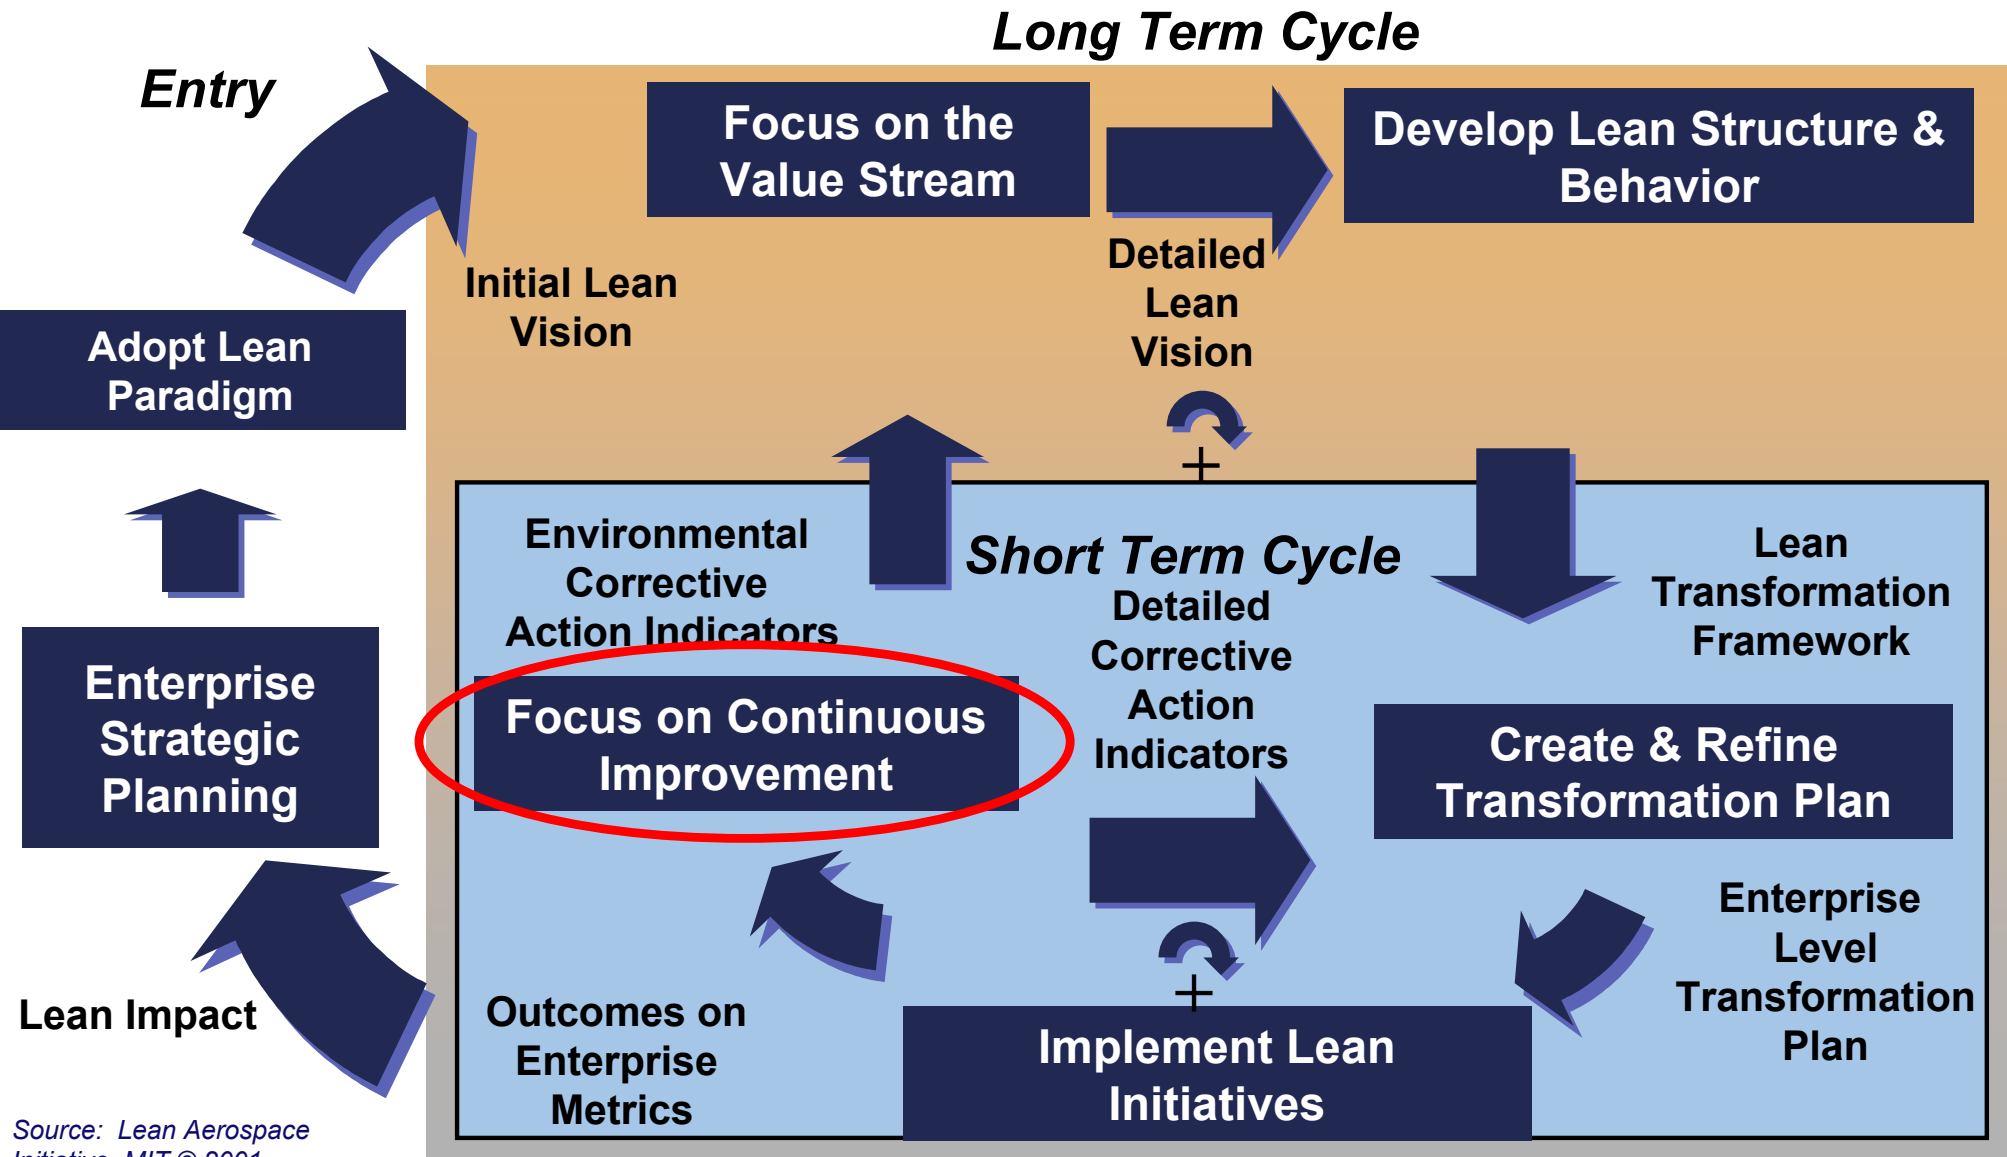 Long Term Cycle
Entry
Focus on the
Value Stream
Develop Lean Structure &
Behavior
Initial Lean
Vision
Detailed
Lean
Vision
Adopt Lean
Paradigm
+
Environmental
Corrective
Action Indicators
Short Term Cycle
Detailed
Corrective
Action
Indicators
Lean
Transformation
Framework
Enterprise
Strategic
Planning
Focus on Continuous
Improvement
Create & Refine
Transformation Plan
Enterprise
Level
Transformation
Plan
Lean Impact
Outcomes on
Enterprise
Metrics
+
Implement Lean
Initiatives
Source: Lean Aerospace
Initiative, MIT © 2001